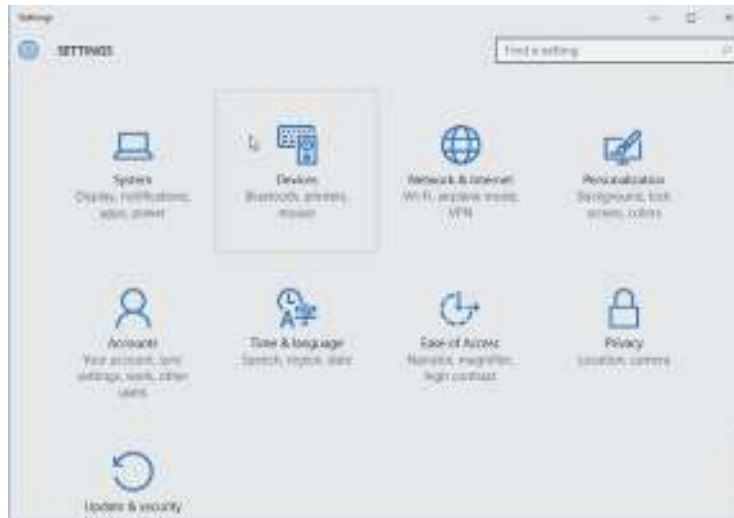 Settings
SETTINGS
Find a setting
System
Display, notifications,
apps, power
Devices
Bluetooth, printers,
mouse
Network & Internet
Wi-Fi, airplane mode,
VPN
Personalization
Background, lock
screen, colors
Accounts
Your account, sync
settings, work, other
users
Time & language
Speech, region, date
Ease of Access
Narrator, magnifier,
high contrast
Privacy
Location, camera
Update & security